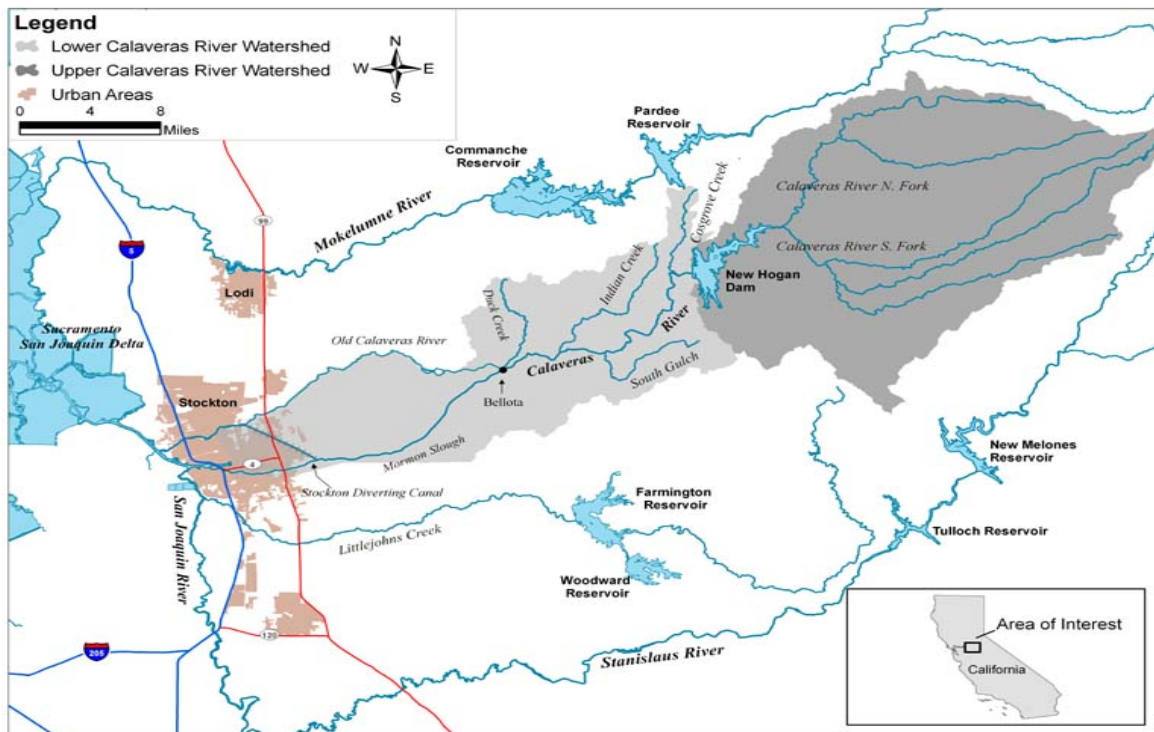 Legend
Lower Calaveras River Watershed
Upper Calaveras River Watershed
Urban Areas
0
8
Miles
N
W
E
S
Pardee
Reservoir
Commanche
Reservoir
Cosgrove Creek
Calaveras River N. Fork
Mokelumne River
99
5
Calaveras River S. Fork
Indian Creek
New Hogan
Dam
Lodi
Duck Creek
River
Sacramento
San Joaquin Delta
Old Calaveras River
Calaveras
South Gulch
Stockton
Bellota
Mormon Slough
4
New Melones
Reservoir
Stockton Diverting Canal
Farmington
Reservoir
San Joaquin River
Littlejohns Creek
Tulloch Reservoir
Woodward
Reservoir
120
205
Stanislaus River
Area of Interest
California